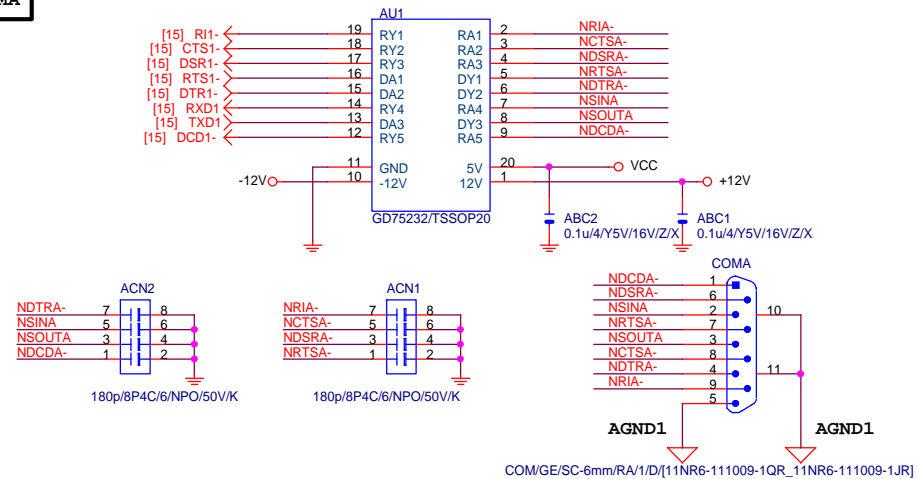 MA
AU1
[15] RI1- 19 RY1 RA1 2 NRIA-
[15] CTS1- 18 RY2 RA2 3 NCTSA-
[15] DSR1- 17 RY3 RA3 4 NDSRA-
[15] RTS1- 16 DA1 DY1 5 NRTSA-
[15] DTR1- 15 DA2 DY2 6 NDTRA-
[15] RXD1 14 RY4 RA4 7 NSINA
[15] TXD1 13 DA3 DY3 8 NSOUTA
[15] DCD1- 12 RY5 RA5 9 NDCDA-
11 GND 5V 20 VCC
-12V 10 -12V 12V 1 +12V
GD75232/TSSOP20
ABC2
0.1u/4/Y5V/16V/Z/X
ABC1
0.1u/4/Y5V/16V/Z/X
ACN2
NDTRA- 7 8
NSINA 5 6
NSOUTA 3 4
NDCDA- 1 2
180p/8P4C/6/NPO/50V/K
ACN1
NRIA- 7 8
NCTSA- 5 6
NDSRA- 3 4
NRTSA- 1 2
180p/8P4C/6/NPO/50V/K
COMA
NDCDA- 1
NDSRA- 6
NSINA 2 10
NRTSA- 7
NSOUTA 3
NCTSA- 8
NDTRA- 4 11
NRIA- 9
5
AGND1 AGND1
COM/GE/SC-6mm/RA/1/D/[11NR6-111009-1QR_11NR6-111009-1JR]